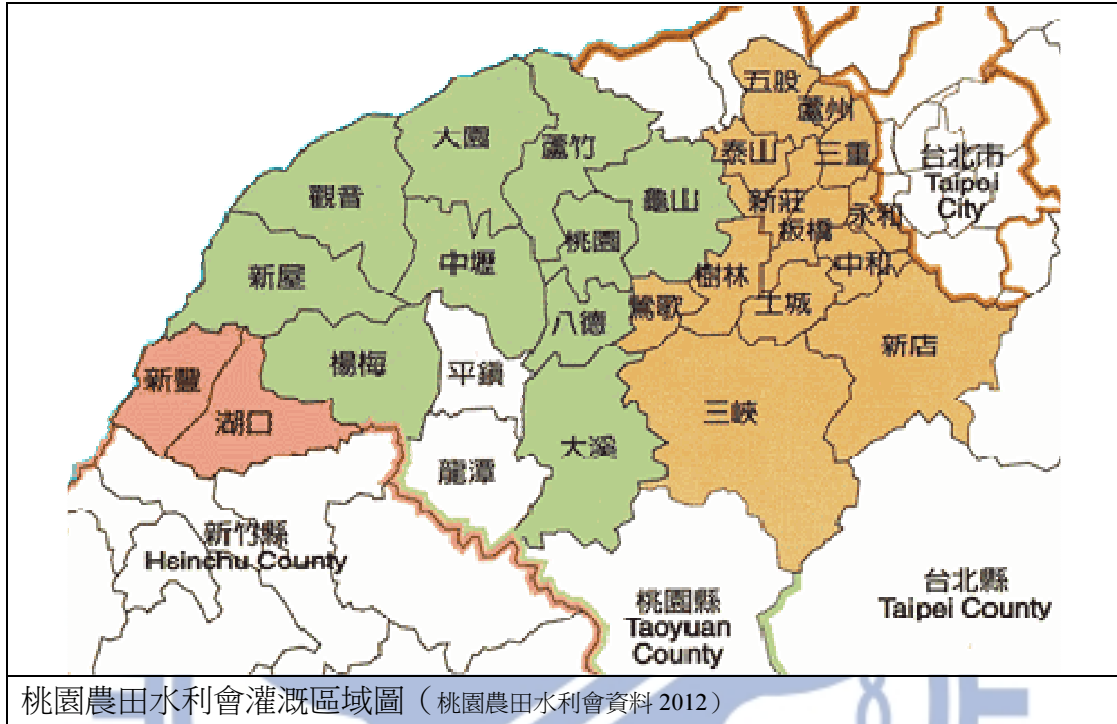 五股
蘆州
大園
蘆竹
泰山
三重
台北市
Taipei
City
觀音
龜山
新莊
永和
桃園
板橋
中壢
中和
新屋
樹林
鶯歌
土城
八德
新店
楊梅
平鎮
新豐
三峽
湖口
大溪
龍潭
新竹縣
Hsinchu County
台北縣
Taipei County
桃園縣
Taoyuan
County
桃園農田水利會灌溉區域圖（桃園農田水利會資料 2012）